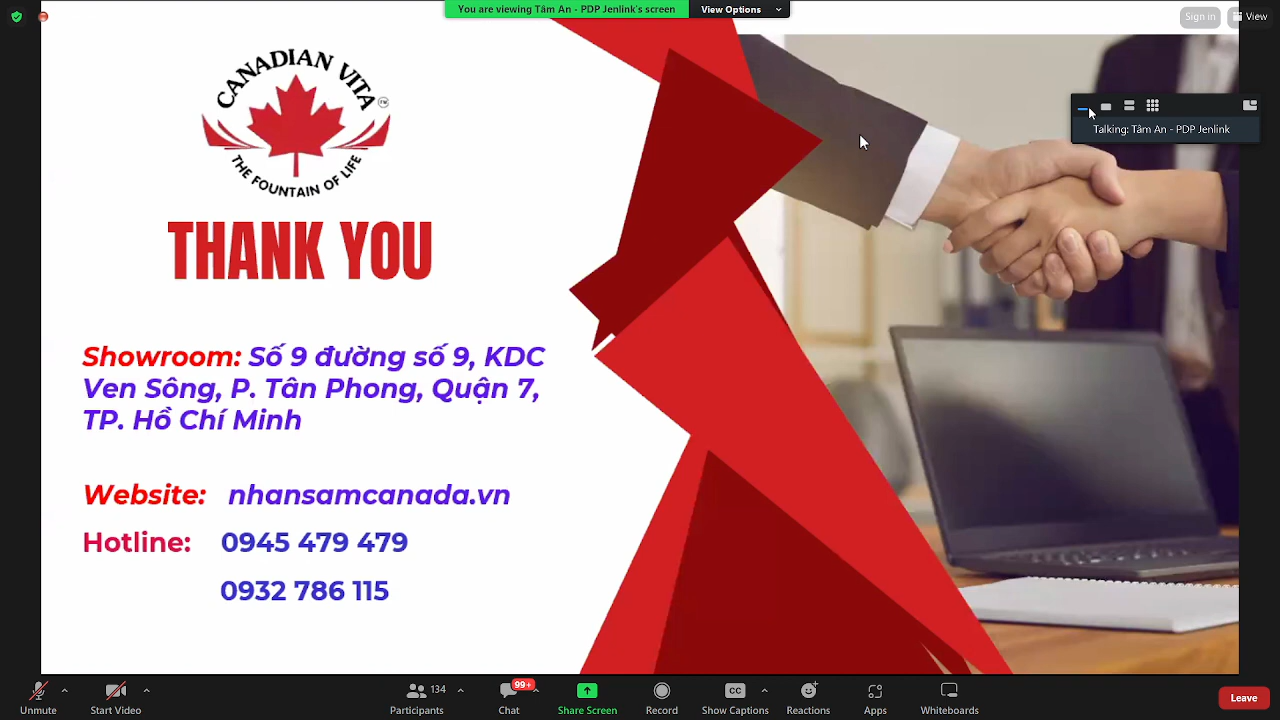 You are viewing Tâm An - PDP Jenlink's screen
View Options
Sign in
View
CANADIAN VITA
TM
THE FOUNTAIN OF LIFE
Talking: Tâm An - PDP Jenlink
THANK YOU
Showroom: Số 9 đường số 9, KDC
Ven Sông, P. Tân Phong, Quận 7,
TP. Hồ Chí Minh
Website: nhansamcanada.vn
Hotline: 0945 479 479
0932 786 115
134
99+
CC
Unmute
Start Video
Participants
Chat
Share Screen
Record
Show Captions
Reactions
Apps
Whiteboards
Leave